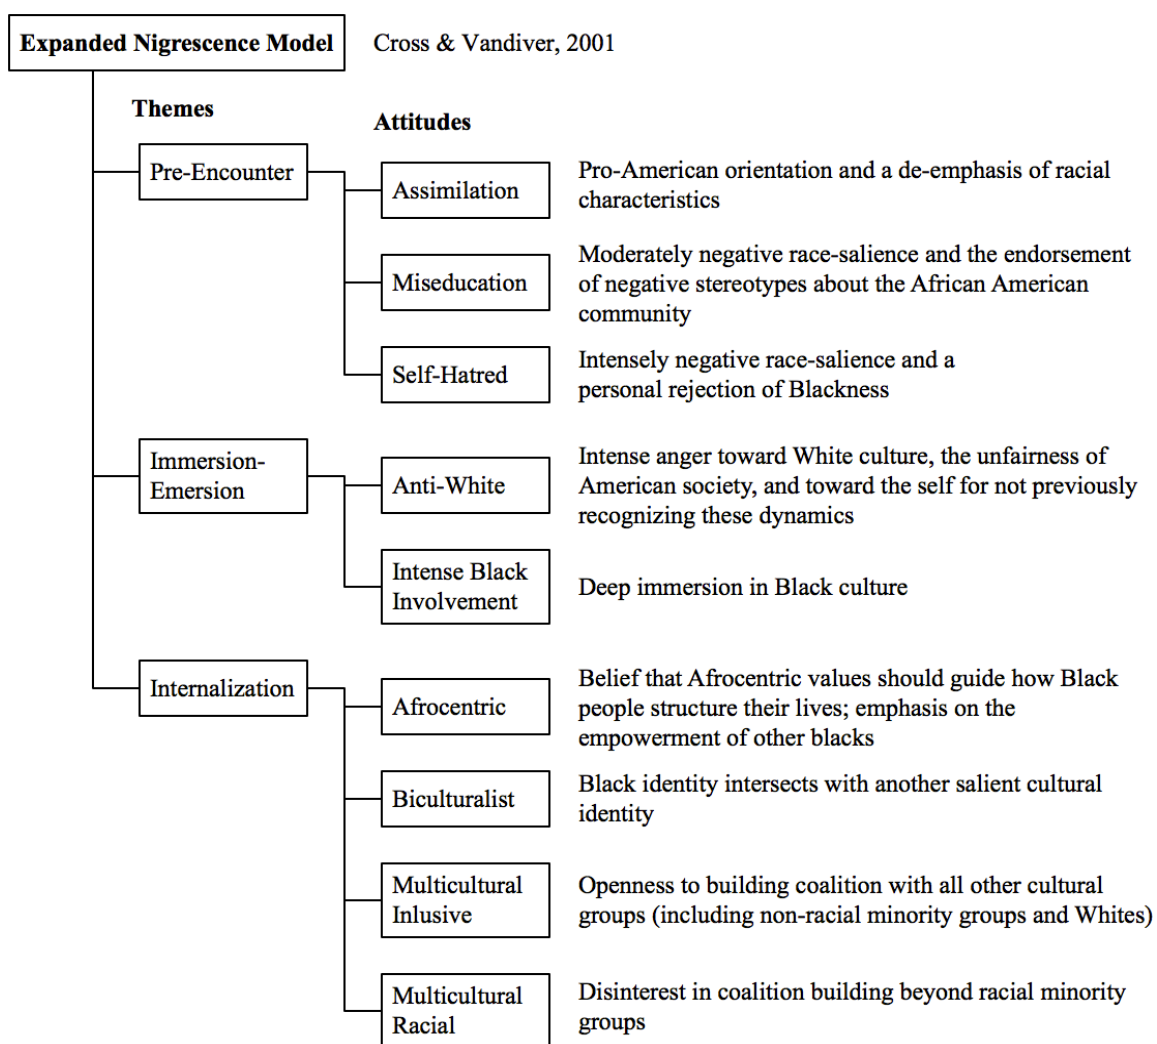 Expanded Nigrescence Model
Cross & Vandiver, 2001
Themes
Attitudes
Pre-Encounter
Assimilation
Pro-American orientation and a de-emphasis of racial
characteristics
Miseducation
Moderately negative race-salience and the endorsement
of negative stereotypes about the African American
community
Self-Hatred
Intensely negative race-salience and a
personal rejection of Blackness
Immersion-
Emersion
Anti-White
Intense anger toward White culture, the unfairness of
American society, and toward the self for not previously
recognizing these dynamics
Intense Black
Involvement
Deep immersion in Black culture
Internalization
Afrocentric
Belief that Afrocentric values should guide how Black
people structure their lives; emphasis on the
empowerment of other blacks
Biculturalist
Black identity intersects with another salient cultural
identity
Multicultural
Inlusive
Openness to building coalition with all other cultural
groups (including non-racial minority groups and Whites)
Multicultural
Racial
Disinterest in coalition building beyond racial minority
groups